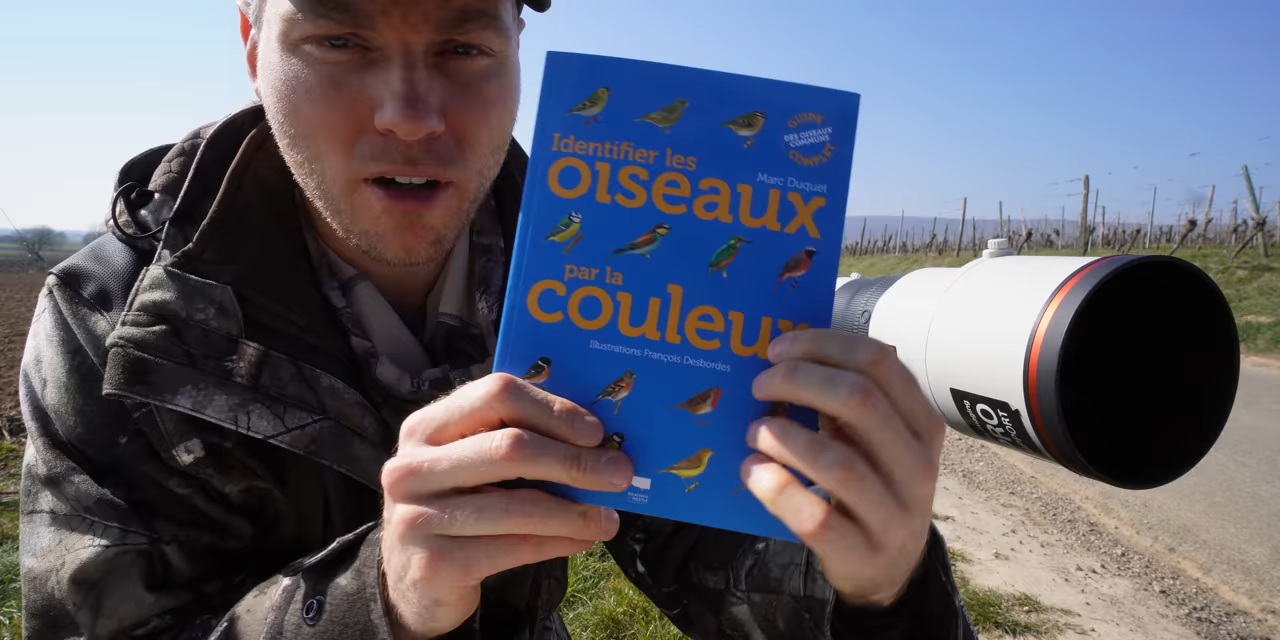 GUIDE
DES OISEAUX
COMMUNS
COMPLET
Identifier les
Marc Duquet
oiseaux
par la
couleur
Illustrations François Desbordes